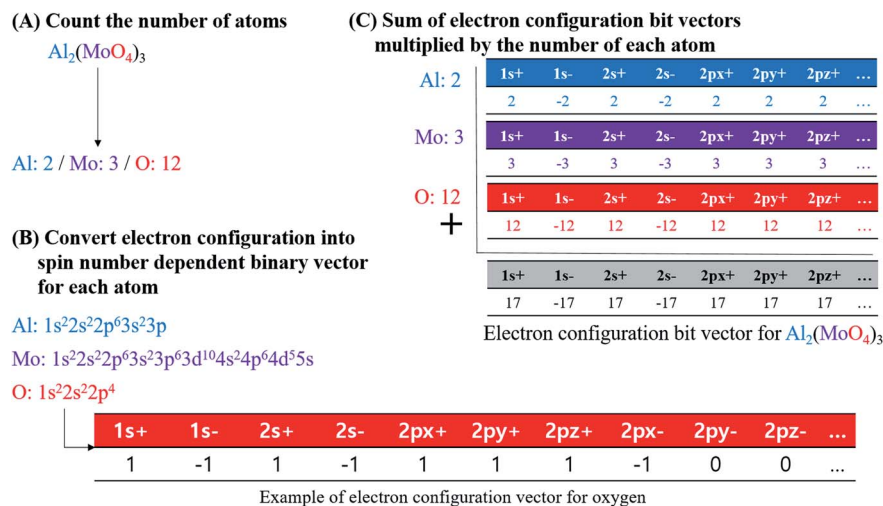 (A) Count the number of atoms
Al₂(MoO₄)₃
Al: 2 / Mo: 3 / O: 12
(B) Convert electron configuration into
spin number dependent binary vector
for each atom
Al: 1s²2s²2p⁶3s²3p
Mo: 1s²2s²2p⁶3s²3p⁶3d¹⁰4s²4p⁶4d⁵5s
O: 1s²2s²2p⁴
(C) Sum of electron configuration bit vectors
multiplied by the number of each atom
Al: 2
1s+ 1s- 2s+ 2s- 2px+ 2py+ 2pz+ ...
2 -2 2 -2 2 2 2 ...
Mo: 3
1s+ 1s- 2s+ 2s- 2px+ 2py+ 2pz+ ...
3 -3 3 -3 3 3 3 ...
O: 12
1s+ 1s- 2s+ 2s- 2px+ 2py+ 2pz+ ...
12 -12 12 -12 12 12 12 ...
+
1s+ 1s- 2s+ 2s- 2px+ 2py+ 2pz+ ...
17 -17 17 -17 17 17 17 ...
Electron configuration bit vector for Al₂(MoO₄)₃
1s+ 1s- 2s+ 2s- 2px+ 2py+ 2pz+ 2px- 2py- 2pz- ...
1 -1 1 -1 1 1 1 -1 0 0 ...
Example of electron configuration vector for oxygen